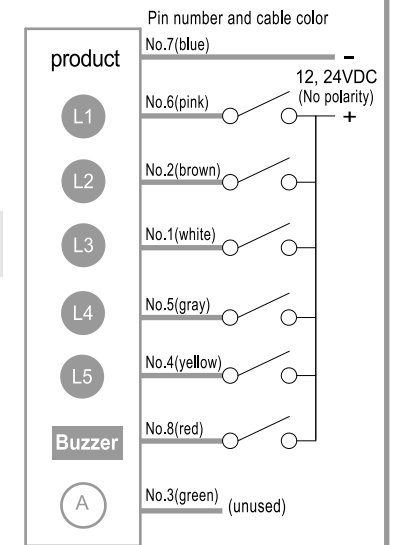 Pin number and cable color
product
No.7(blue)
−
12, 24VDC
(No polarity)
+
L1
No.6(pink)
L2
No.2(brown)
L3
No.1(white)
L4
No.5(gray)
L5
No.4(yellow)
Buzzer
No.8(red)
A
No.3(green)
(unused)